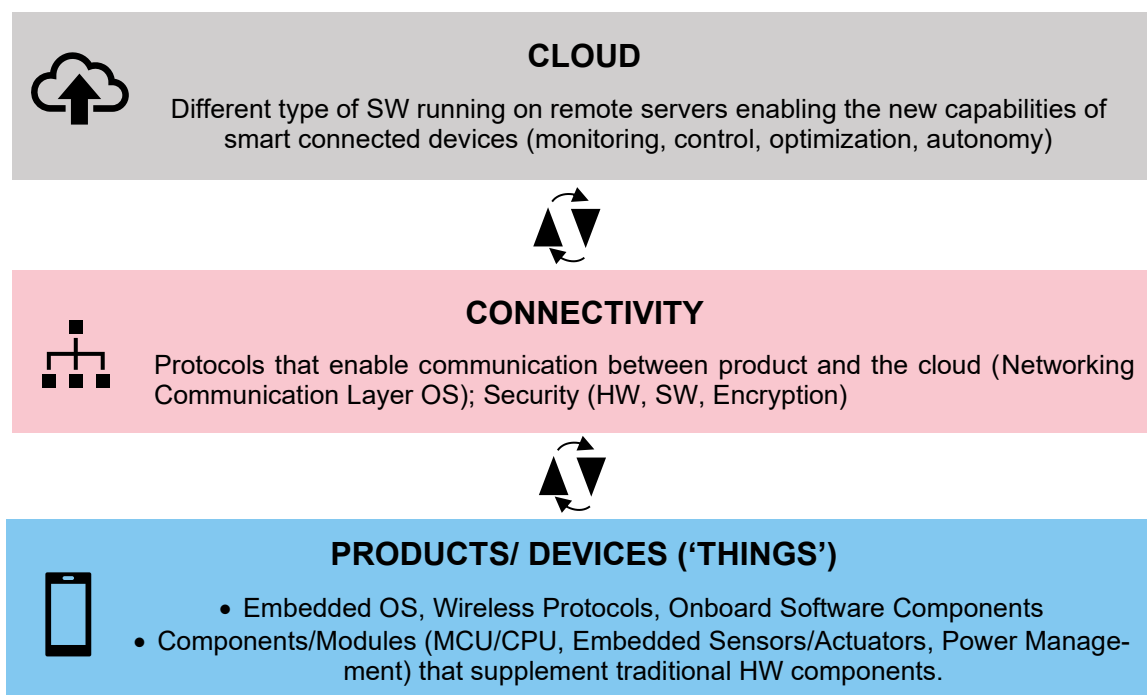 CLOUD
Different type of SW running on remote servers enabling the new capabilities of
smart connected devices (monitoring, control, optimization, autonomy)
CONNECTIVITY
Protocols that enable communication between product and the cloud (Networking
Communication Layer OS); Security (HW, SW, Encryption)
PRODUCTS/ DEVICES (‘THINGS’)
• Embedded OS, Wireless Protocols, Onboard Software Components
• Components/Modules (MCU/CPU, Embedded Sensors/Actuators, Power Manage-
ment) that supplement traditional HW components.